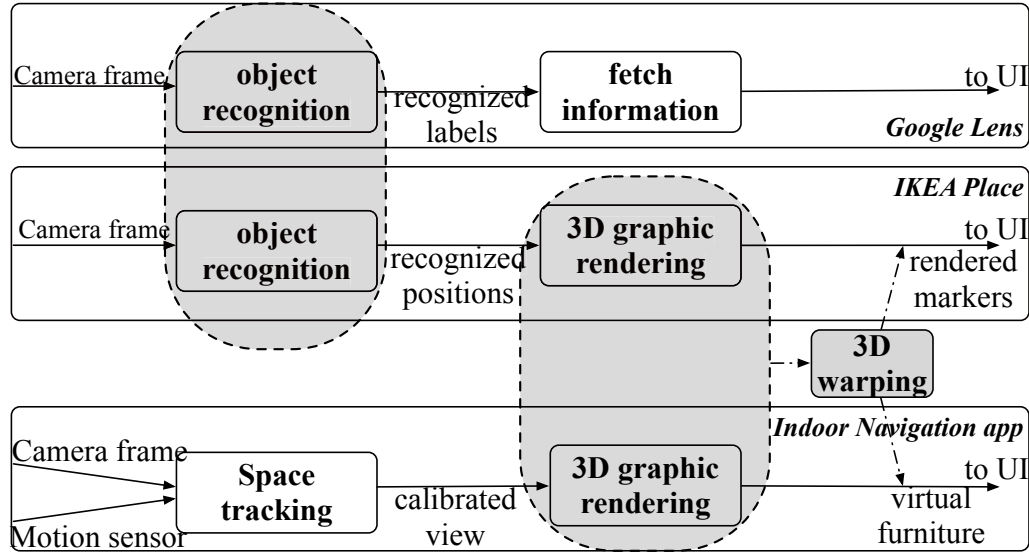 Camera frame
object
recognition
recognized
labels
fetch
information
to UI
Google Lens
IKEA Place
Camera frame
object
recognition
recognized
positions
3D graphic
rendering
to UI
rendered
markers
3D
warping
Indoor Navigation app
Camera frame
Motion sensor
Space
tracking
calibrated
view
3D graphic
rendering
to UI
virtual
furniture